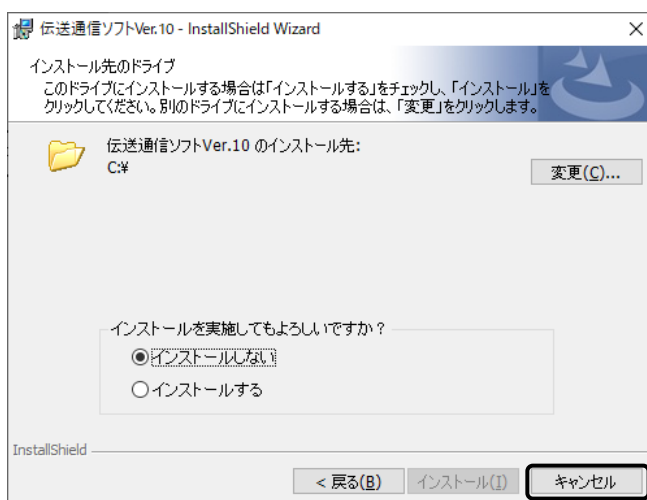 伝送通信ソフトVer.10 - InstallShield Wizard
インストール先のドライブ
このドライブにインストールする場合は「インストールする」をチェックし、「インストール」を
クリックしてください。別のドライブにインストールする場合は、「変更」をクリックします。
伝送通信ソフトVer.10 のインストール先:
C:¥
変更(C)...
インストールを実施してもよろしいですか?
インストールしない
インストールする
InstallShield
< 戻る(B)
インストール(I)
キャンセル